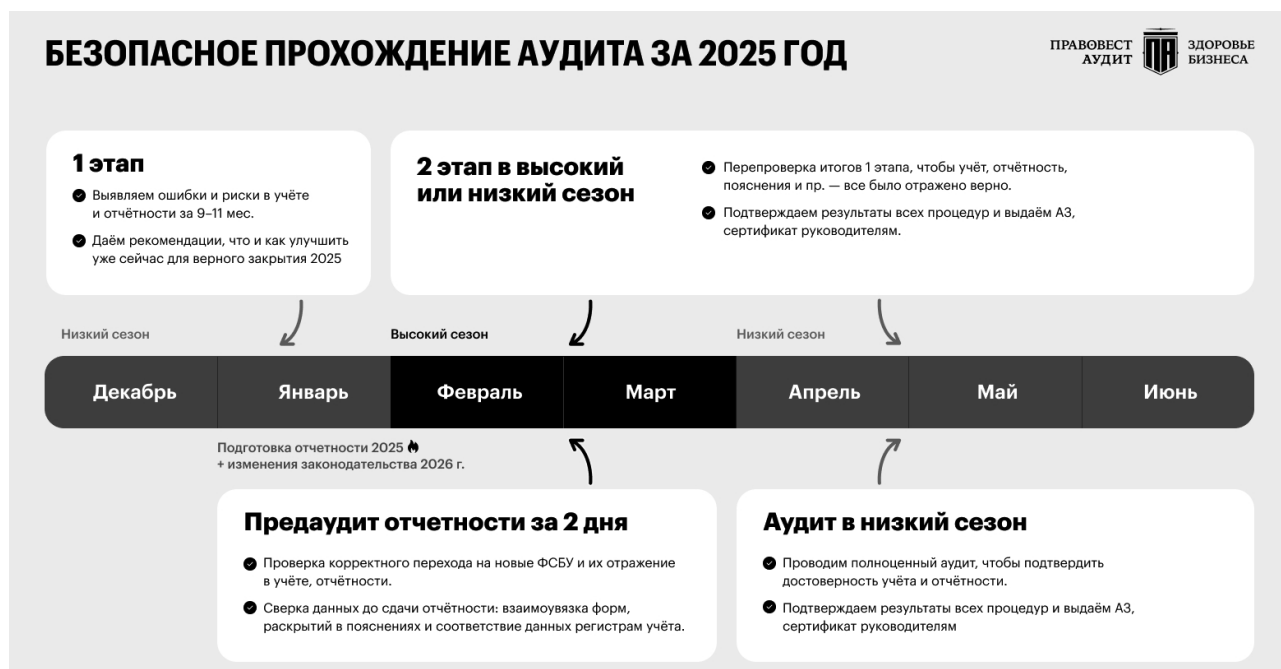 БЕЗОПАСНОЕ ПРОХОЖДЕНИЕ АУДИТА ЗА 2025 ГОД
ПРАВОВЕСТ
АУДИТ
ПА
ЗДОРОВЬЕ
БИЗНЕСА
1 этап
Выявляем ошибки и риски в учёте
и отчётности за 9–11 мес.
Даём рекомендации, что и как улучшить
уже сейчас для верного закрытия 2025
2 этап в высокий
или низкий сезон
Перепроверка итогов 1 этапа, чтобы учёт, отчётность,
пояснения и пр. — все было отражено верно.
Подтверждаем результаты всех процедур и выдаём АЗ,
сертификат руководителям.
Низкий сезон
Высокий сезон
Низкий сезон
Декабрь
Январь
Февраль
Март
Апрель
Май
Июнь
Подготовка отчетности 2025
+ изменения законодательства 2026 г.
Предаудит отчетности за 2 дня
Проверка корректного перехода на новые ФСБУ и их отражение
в учёте, отчётности.
Сверка данных до сдачи отчётности: взаимоувязка форм,
раскрытий в пояснениях и соответствие данных регистрам учёта.
Аудит в низкий сезон
Проводим полноценный аудит, чтобы подтвердить
достоверность учёта и отчётности.
Подтверждаем результаты всех процедур и выдаём АЗ,
сертификат руководителям